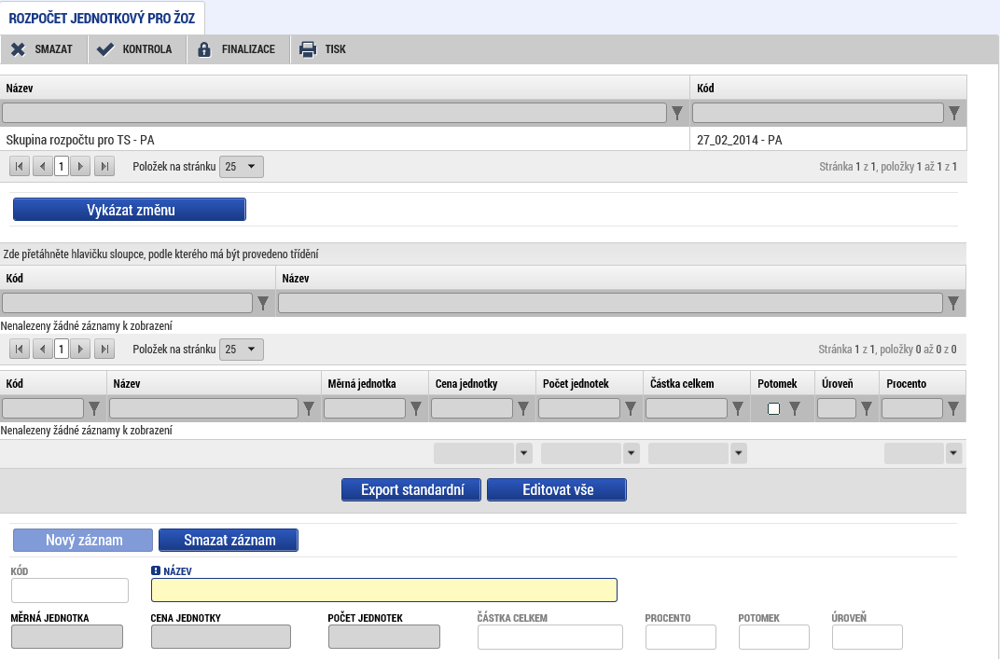 ROZPOČET JEDNOTKOVÝ PRO ŽOZ
SMAZAT KONTROLA FINALIZACE TISK
Název Kód
Skupina rozpočtu pro TS - PA 27_02_2014 - PA
1 Položek na stránku 25 Stránka 1 z 1, položky 1 až 1 z 1
Vykázat změnu
Zde přetáhněte hlavičku sloupce, podle kterého má být provedeno třídění
Kód Název
Nenalezeny žádné záznamy k zobrazení
1 Položek na stránku 25 Stránka 1 z 1, položky 0 až 0 z 0
Kód Název Měrná jednotka Cena jednotky Počet jednotek Částka celkem Potomek Úroveň Procento
Nenalezeny žádné záznamy k zobrazení
Export standardní Editovat vše
Nový záznam Smazat záznam
KÓD NÁZEV
MĚRNÁ JEDNOTKA CENA JEDNOTKY POČET JEDNOTEK ČÁSTKA CELKEM PROCENTO POTOMEK ÚROVEŇ